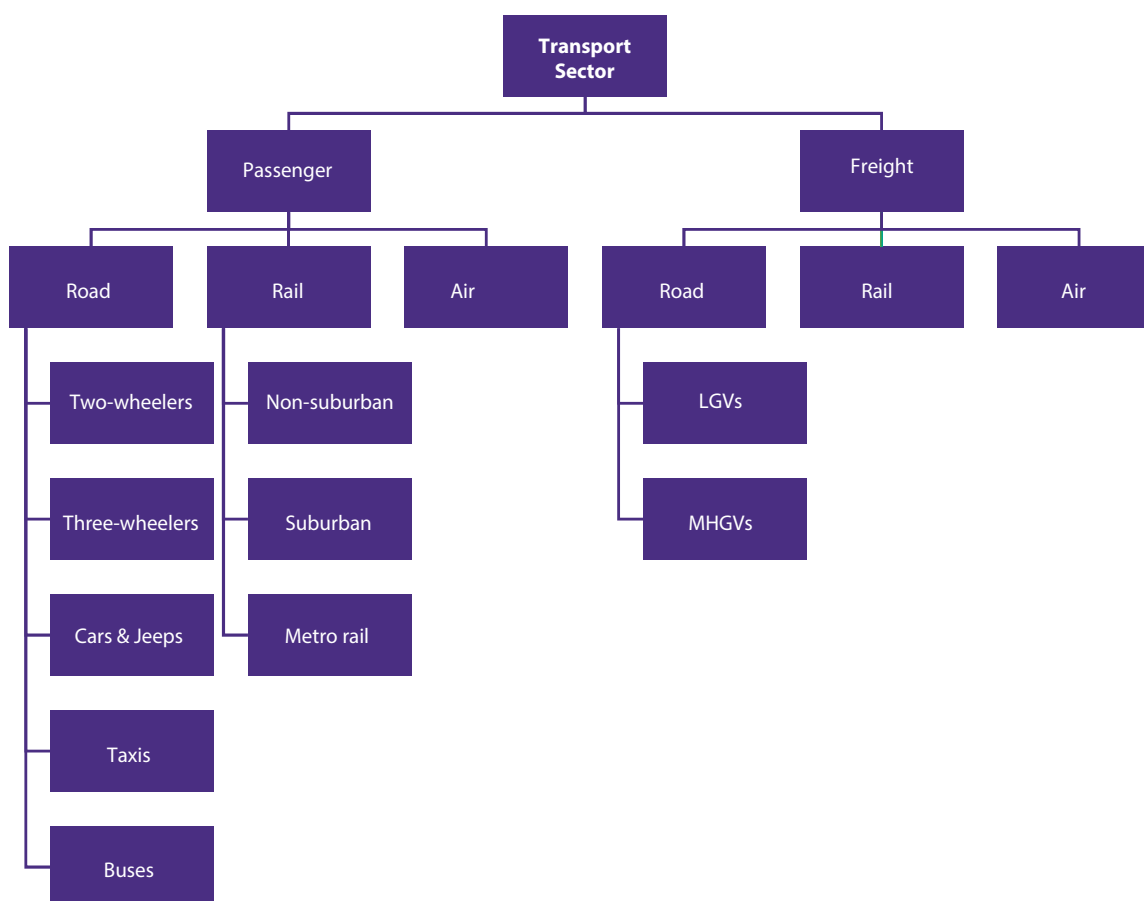 Transport
Sector
Passenger
Freight
Road
Rail
Air
Road
Rail
Air
Two-wheelers
Non-suburban
LGVs
Three-wheelers
Suburban
MHGVs
Cars & Jeeps
Metro rail
Taxis
Buses